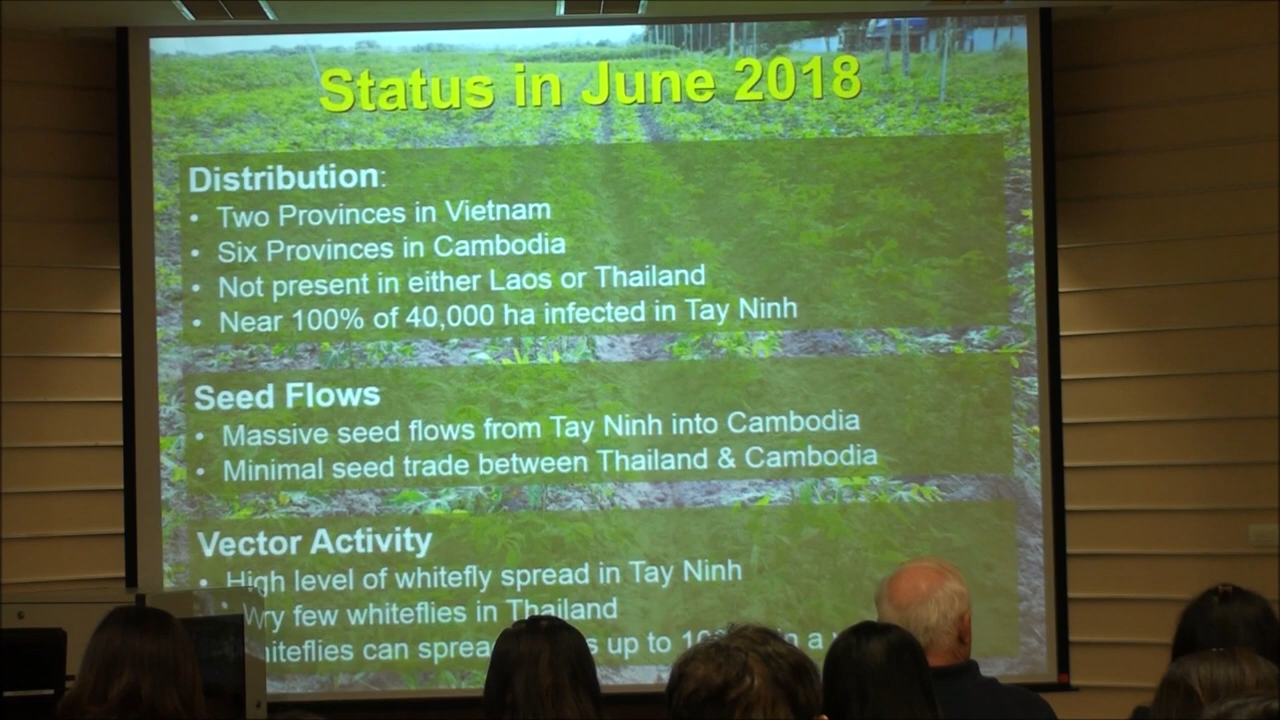 Status in June 2018
Distribution:
• Two Provinces in Vietnam
• Six Provinces in Cambodia
• Not present in either Laos or Thailand
• Near 100% of 40,000 ha infected in Tay Ninh
Seed Flows
• Massive seed flows from Tay Ninh into Cambodia
• Minimal seed trade between Thailand & Cambodia
Vector Activity
• High level of whitefly spread in Tay Ninh
few whiteflies in Thailand
can up to in a